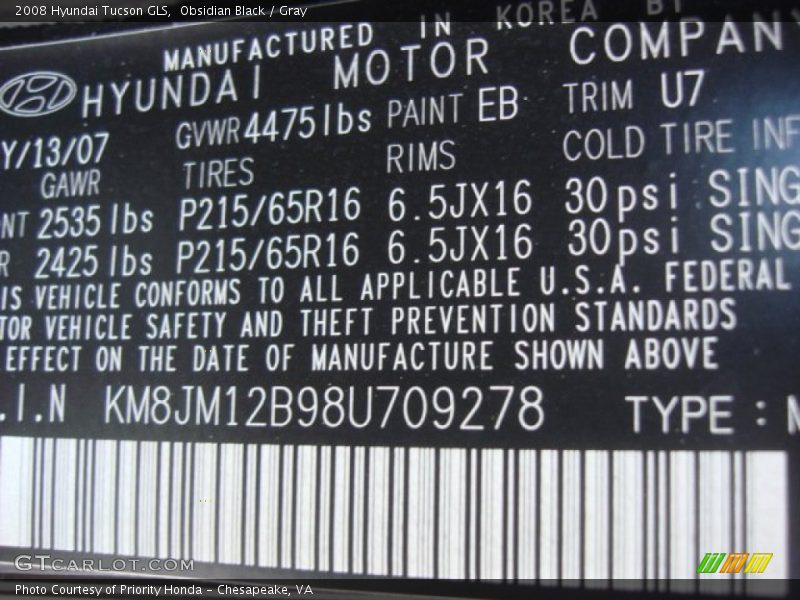 2008 Hyundai Tucson GLS, Obsidian Black / Gray
MANUFACTURED IN KOREA BY
HYUNDAI MOTOR COMPANY
Y/13/07 GVWR 4475lbs PAINT EB TRIM U7
GAWR TIRES RIMS COLD TIRE INF
NT 2535 lbs P215/65R16 6.5JX16 30psi SING
R 2425 lbs P215/65R16 6.5JX16 30psi SING
IS VEHICLE CONFORMS TO ALL APPLICABLE U.S.A. FEDERAL
TOR VEHICLE SAFETY AND THEFT PREVENTION STANDARDS
EFFECT ON THE DATE OF MANUFACTURE SHOWN ABOVE
.I.N KM8JM12B98U709278 TYPE :
GTCARLOT.COM
Photo Courtesy of Priority Honda - Chesapeake, VA